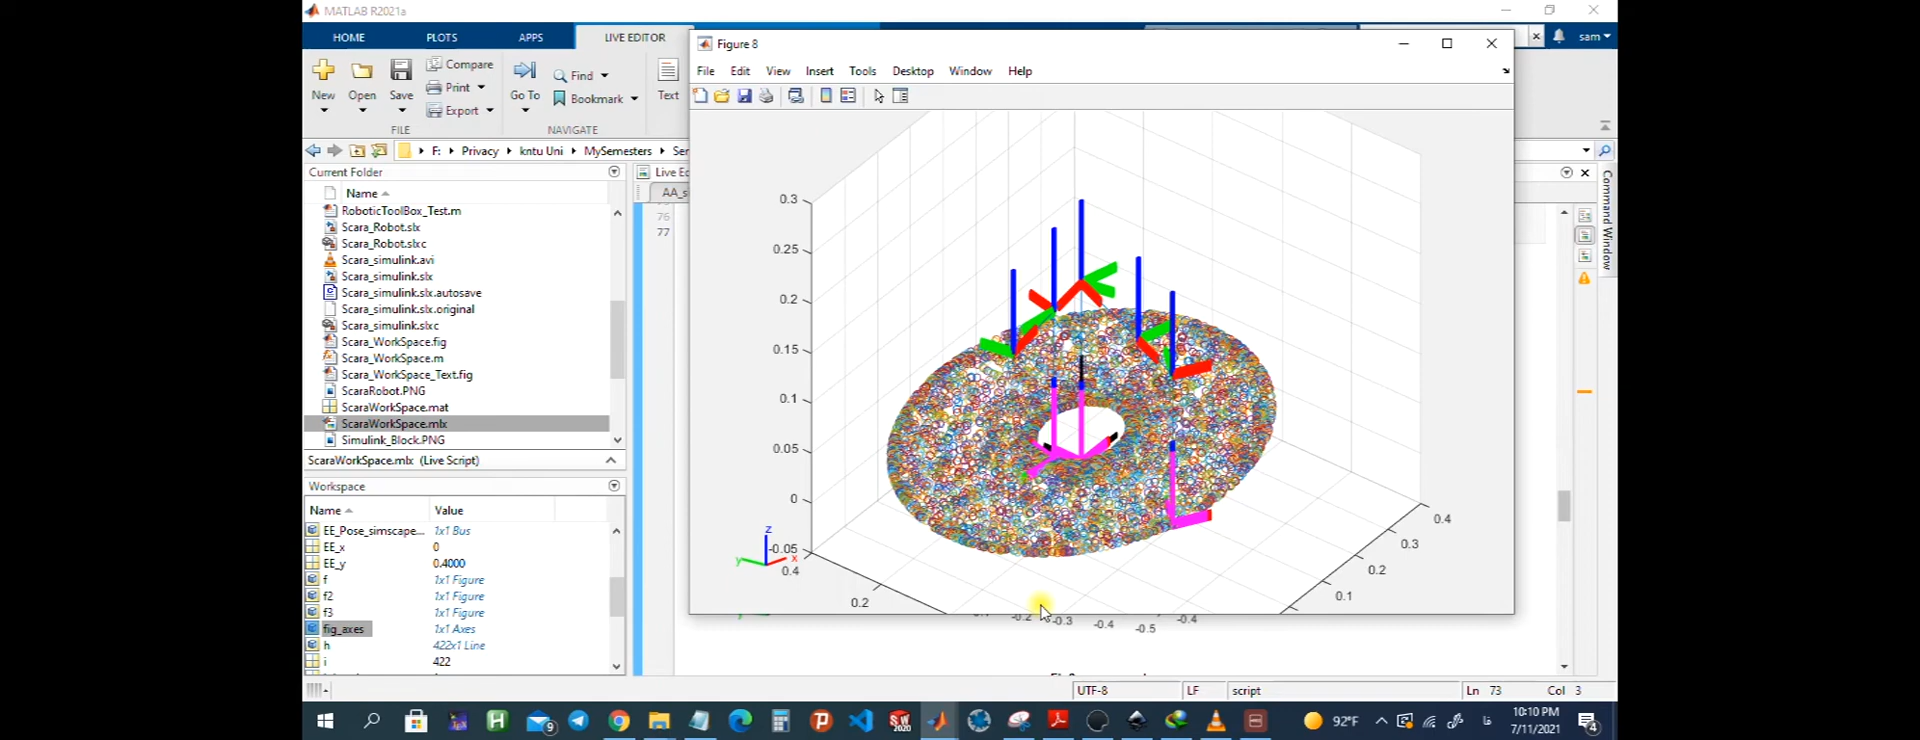 MATLAB R2021a
HOME PLOTS APPS LIVE EDITOR
sam
New Open Save Compare Print Export Go To Find Bookmark Text
FILE NAVIGATE
F: Privacy kntu Uni MySemesters
Current Folder
Name
RoboticToolBox_Test.m
Scara_Robot.slx
Scara_Robot.slxc
Scara_simulink.avi
Scara_simulink.slx
Scara_simulink.slx.autosave
Scara_simulink.slx.original
Scara_simulink.slxc
Scara_WorkSpace.fig
Scara_WorkSpace.m
Scara_WorkSpace_Text.fig
ScaraRobot.PNG
ScaraWorkSpace.mat
ScaraWorkSpace.mlx
Simulink_Block.PNG
ScaraWorkSpace.mlx (Live Script)
Workspace
Name Value
EE_Pose_simscape... 1x1 Bus
EE_x 0
EE_y 0.4000
f 1x1 Figure
f2 1x1 Figure
f3 1x1 Figure
fig_axes 1x1 Axes
h 422x1 Line
i 422
76
77
Figure 8
File Edit View Insert Tools Desktop Window Help
0.3
0.25
0.2
0.15
0.1
0.05
0
-0.05
z
y x
0.4
0.2
0.4
0.3
0.2
0.1
-0.2 -0.3 -0.4 -0.5 -0.4
Command Window
UTF-8 LF script Ln 73 Col 3
92°F
10:10 PM
7/11/2021
9
4